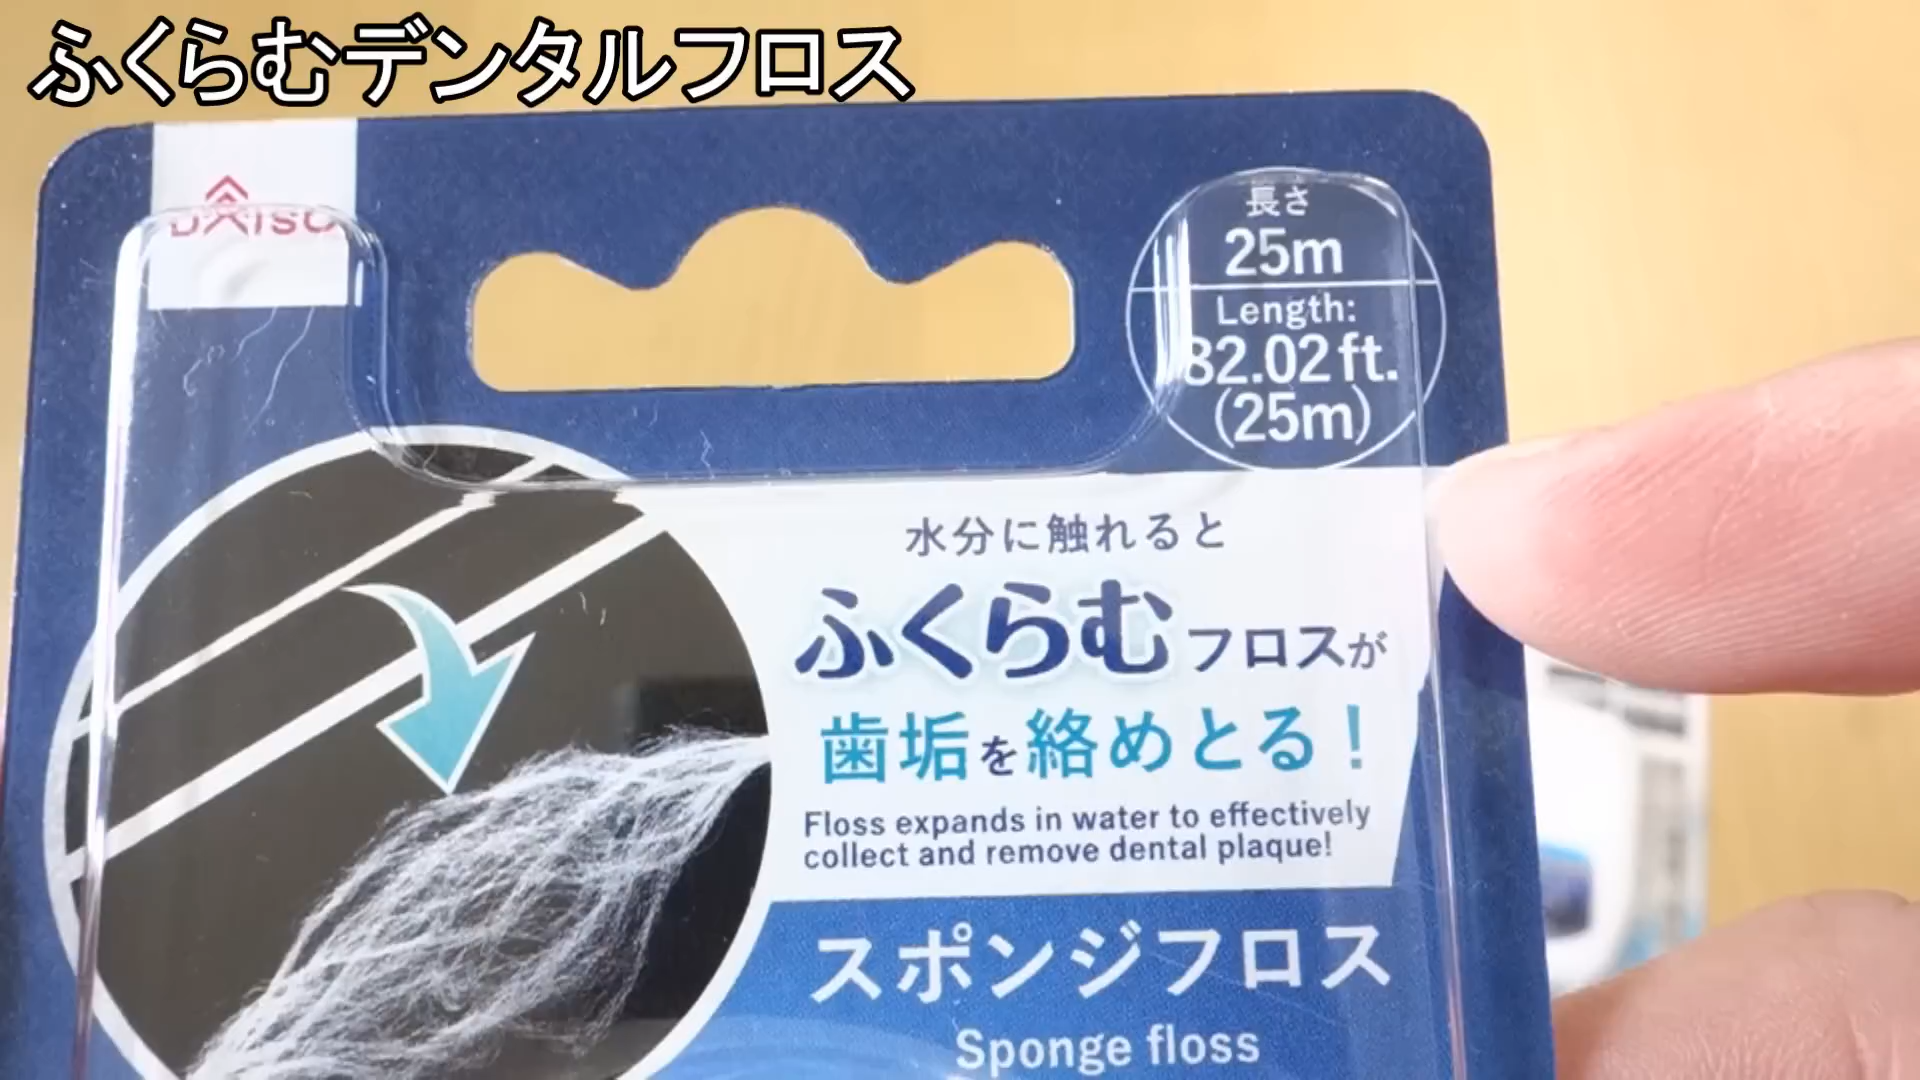 ふくらむデンタルフロス
DAISO
長さ
25m
Length:
82.02 ft.
(25m)
水分に触れると
ふくらむフロスが
歯垢を絡めとる！
Floss expands in water to effectively
collect and remove dental plaque!
スポンジフロス
Sponge floss